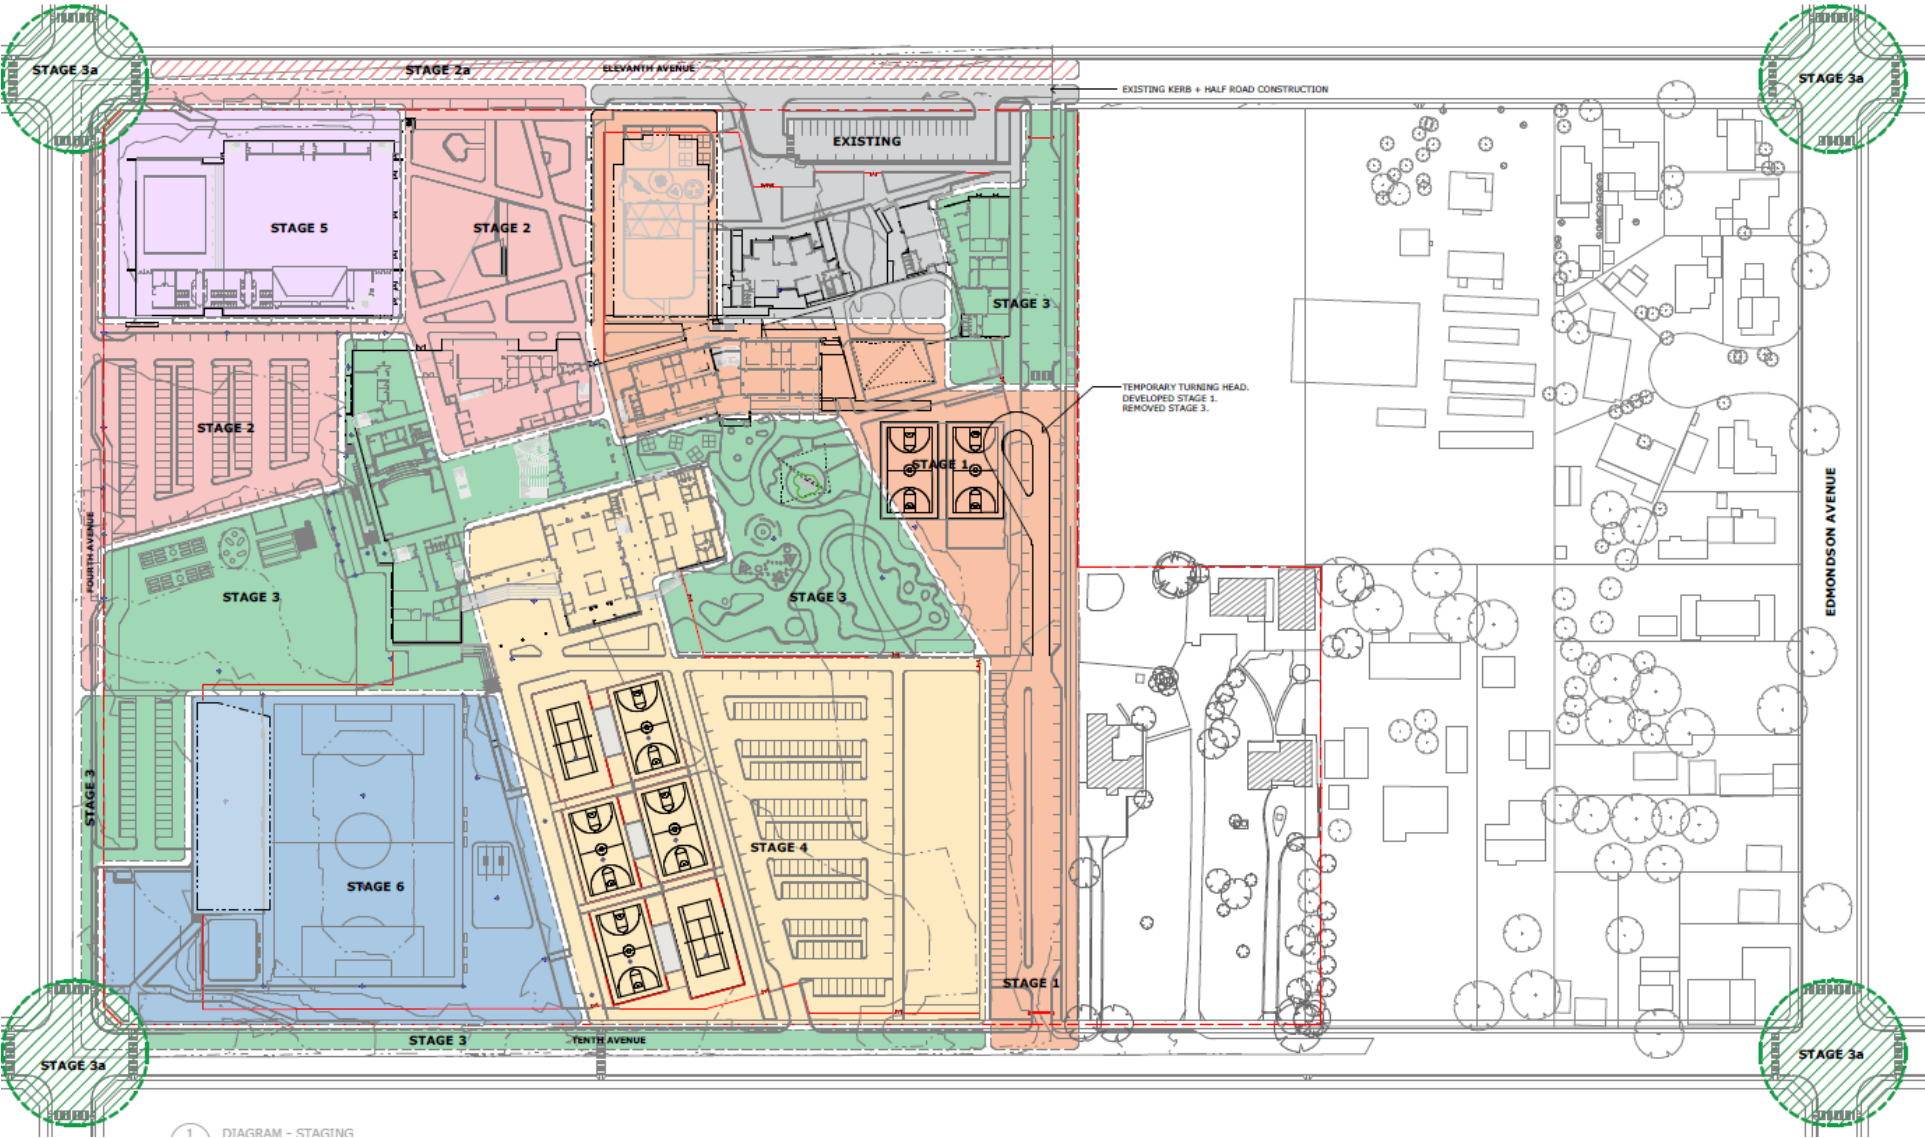 STAGE 3a
STAGE 2a
ELEVANTH AVENUE
STAGE 3a
EXISTING KERB + HALF ROAD CONSTRUCTION
EXISTING
STAGE 5
STAGE 2
STAGE 3
TEMPORARY TURNING HEAD.
DEVELOPED STAGE 1.
REMOVED STAGE 3.
STAGE 2
STAGE 1
FOURTH AVENUE
EDMONDSON AVENUE
STAGE 3
STAGE 3
STAGE 3
STAGE 4
STAGE 6
STAGE 1
STAGE 3
TENTH AVENUE
STAGE 3a
STAGE 3a
1
DIAGRAM - STAGING